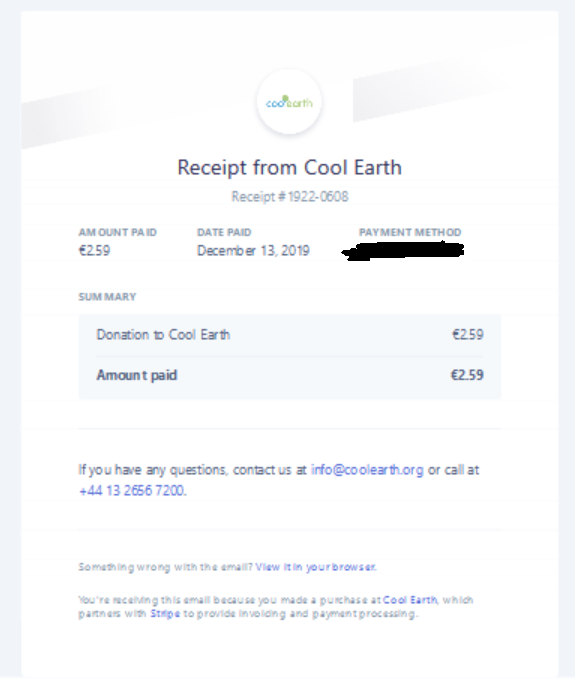 coolearth
Receipt from Cool Earth
Receipt #1922-0608
AMOUNT PAID DATE PAID PAYMENT METHOD
€2.59 December 13, 2019
SUMMARY
Donation to Cool Earth €2.59
Amount paid €2.59
If you have any questions, contact us at info@coolearth.org or call at
+44 13 2656 7200.
Something wrong with the email? View it in your browser.
You're receiving this email because you made a purchase at Cool Earth, which
partners with Stripe to provide invoicing and payment processing.